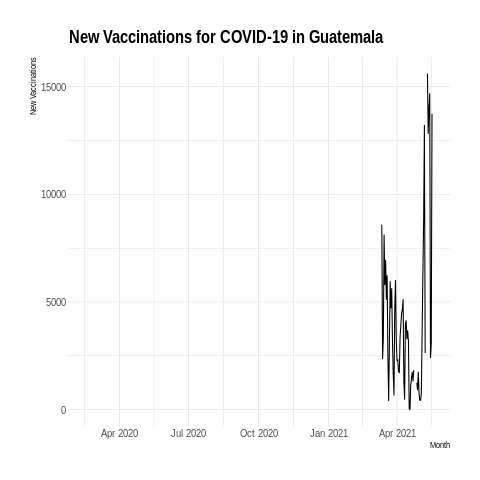 New Vaccinations for COVID-19 in Guatemala
New Vaccinations
15000
10000
5000
0
Apr 2020 Jul 2020 Oct 2020 Jan 2021 Apr 2021
Month